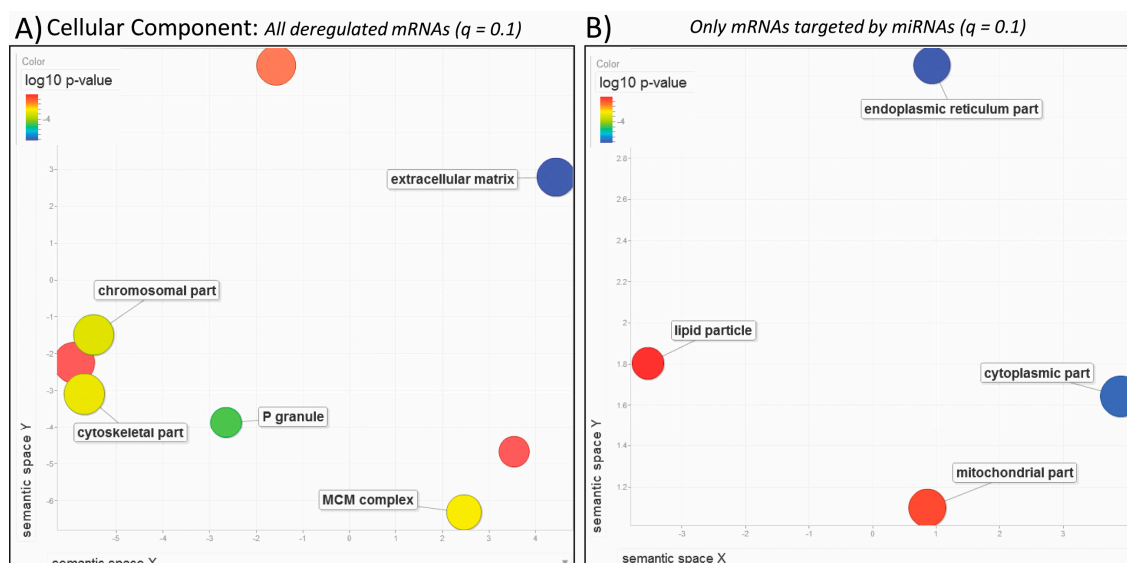 A) Cellular Component: All deregulated mRNAs (q = 0.1)
Color
log10 p-value
-4
extracellular matrix
chromosomal part
cytoskeletal part
P granule
MCM complex
3
2
1
0
-1
-2
-3
-4
-5
-6
semantic space Y
-5
-4
-3
-2
-1
0
1
2
3
4
B) Only mRNAs targeted by miRNAs (q = 0.1)
Color
log10 p-value
-4
endoplasmic reticulum part
lipid particle
cytoplasmic part
mitochondrial part
2.8
2.6
2.4
2.2
2
1.8
1.6
1.4
1.2
semantic space Y
-3
-2
-1
0
1
2
3
semantic space X